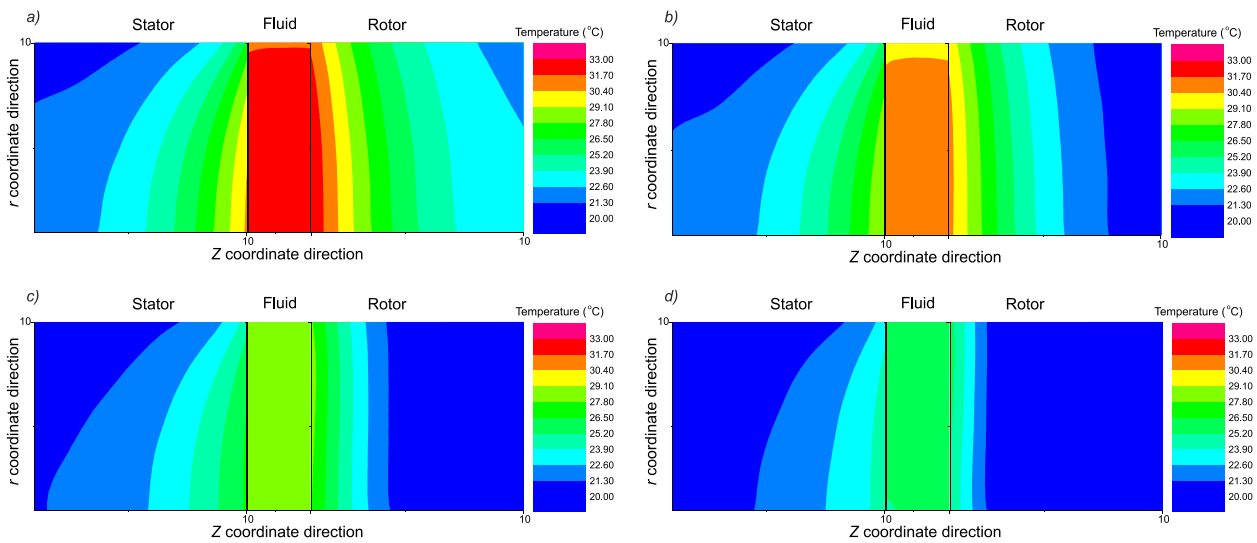 a)
Stator Fluid Rotor
Temperature (°C)
10
33.00
31.70
30.40
29.10
27.80
26.50
25.20
23.90
22.60
21.30
20.00
r coordinate direction
10 10
Z coordinate direction
b)
Stator Fluid Rotor
Temperature (°C)
10
33.00
31.70
30.40
29.10
27.80
26.50
25.20
23.90
22.60
21.30
20.00
r coordinate direction
10 10
Z coordinate direction
c)
Stator Fluid Rotor
Temperature (°C)
10
33.00
31.70
30.40
29.10
27.80
26.50
25.20
23.90
22.60
21.30
20.00
r coordinate direction
10 10
Z coordinate direction
d)
Stator Fluid Rotor
Temperature (°C)
10
33.00
31.70
30.40
29.10
27.80
26.50
25.20
23.90
22.60
21.30
20.00
r coordinate direction
10 10
Z coordinate direction